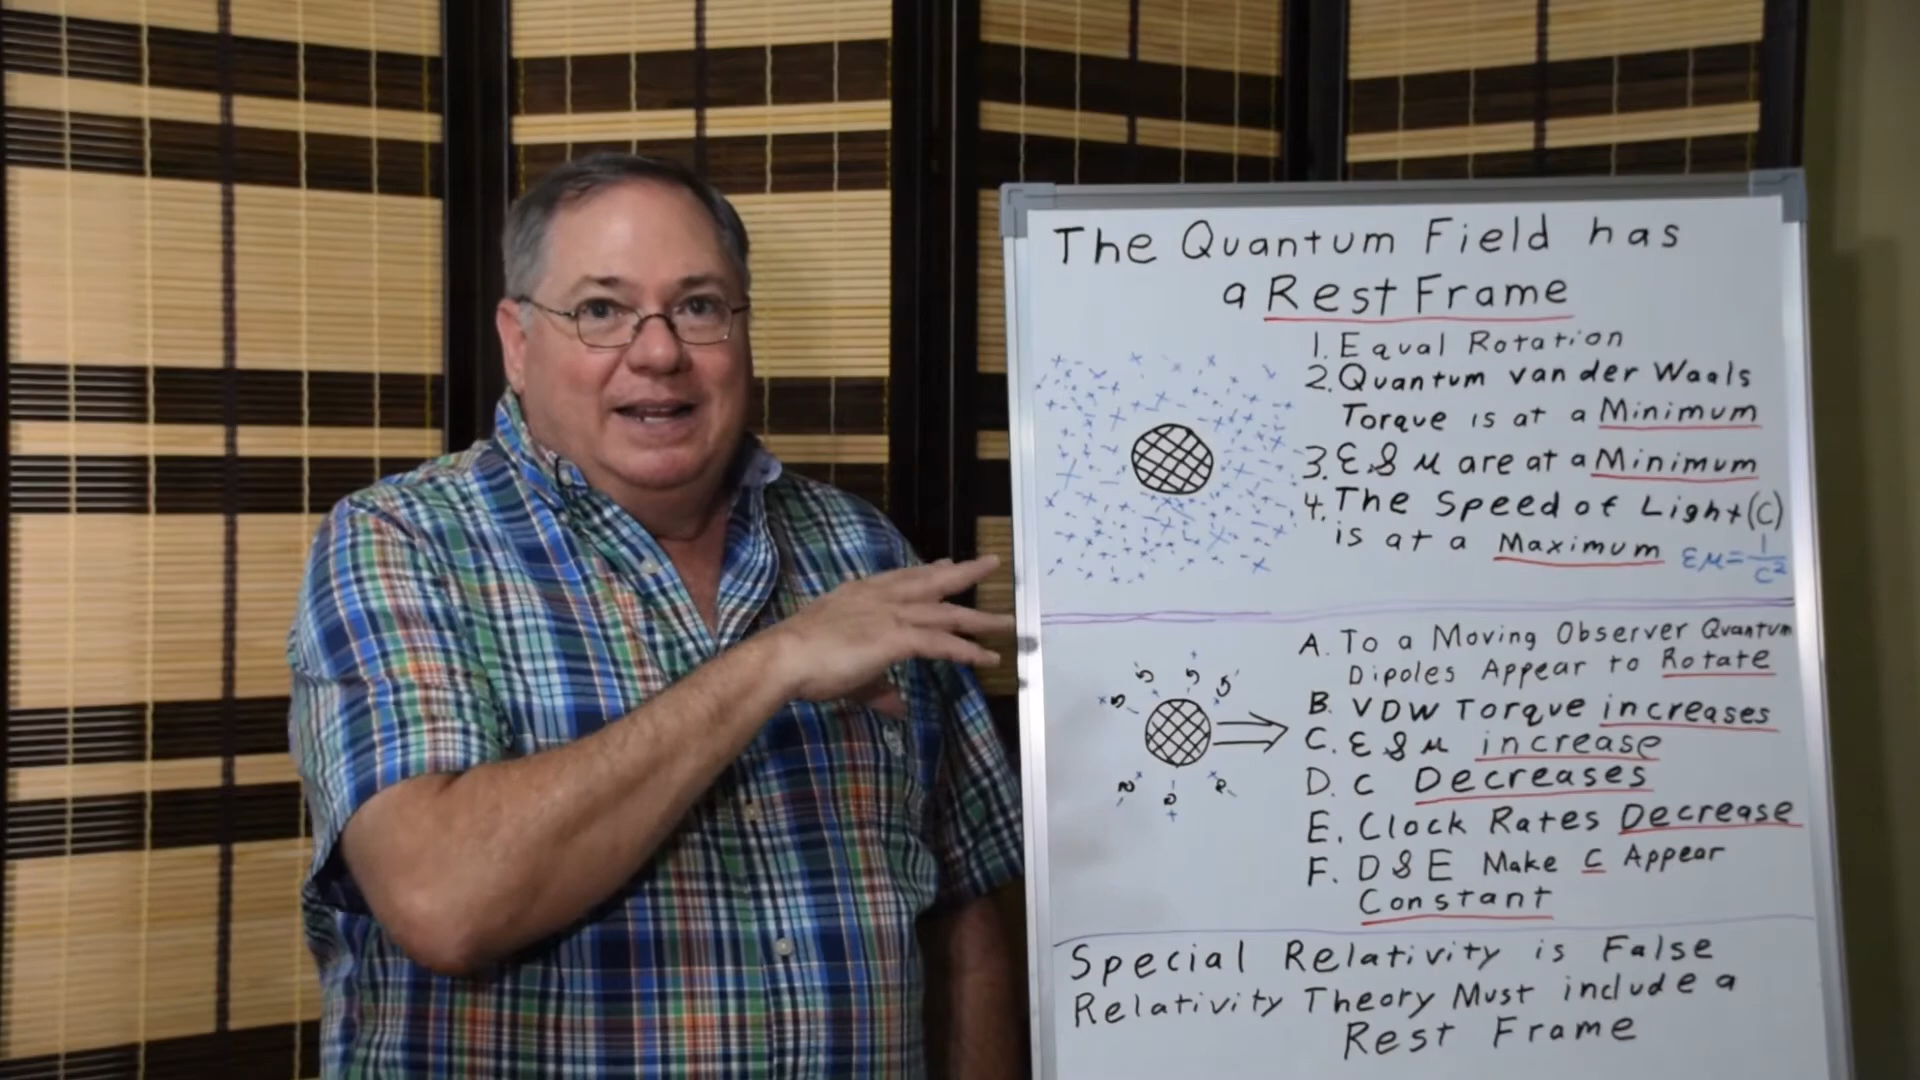 The Quantum Field has
a Rest Frame
1. Equal Rotation
2. Quantum van der Waals
Torque is at a Minimum
3. ε & μ are at a Minimum
4. The Speed of Light (C)
is at a Maximum εμ = 1/c²
A. To a Moving Observer Quantum
Dipoles Appear to Rotate
B. VDW Torque increases
C. ε & μ increase
D. C Decreases
E. Clock Rates Decrease
F. D & E Make C Appear
Constant
Special Relativity is False
Relativity Theory Must include a
Rest Frame